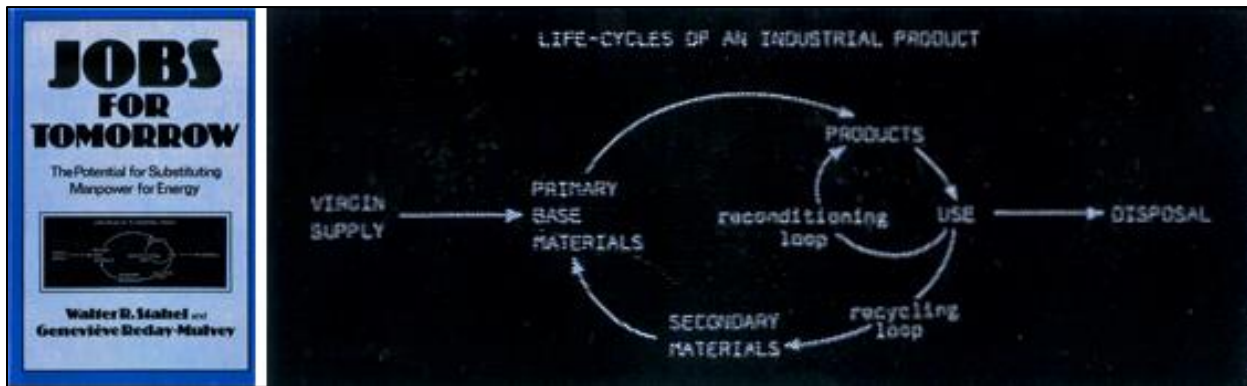 JOBS
FOR
TOMORROW
The Potential for Substituting
Manpower for Energy
Walter R. Stahel and
Geneviève Reday-Mulvey
LIFE-CYCLES OF AN INDUSTRIAL PRODUCT
PRODUCTS
VIRGIN
SUPPLY
PRIMARY
BASE
MATERIALS
reconditioning
loop
USE
DISPOSAL
SECONDARY
MATERIALS
recycling
loop